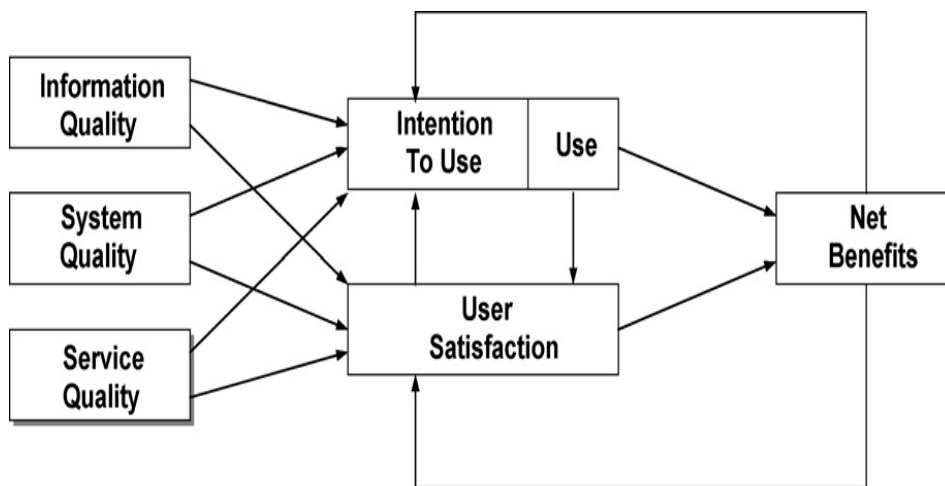 Information
Quality
System
Quality
Service
Quality
Intention
To Use
Use
User
Satisfaction
Net
Benefits